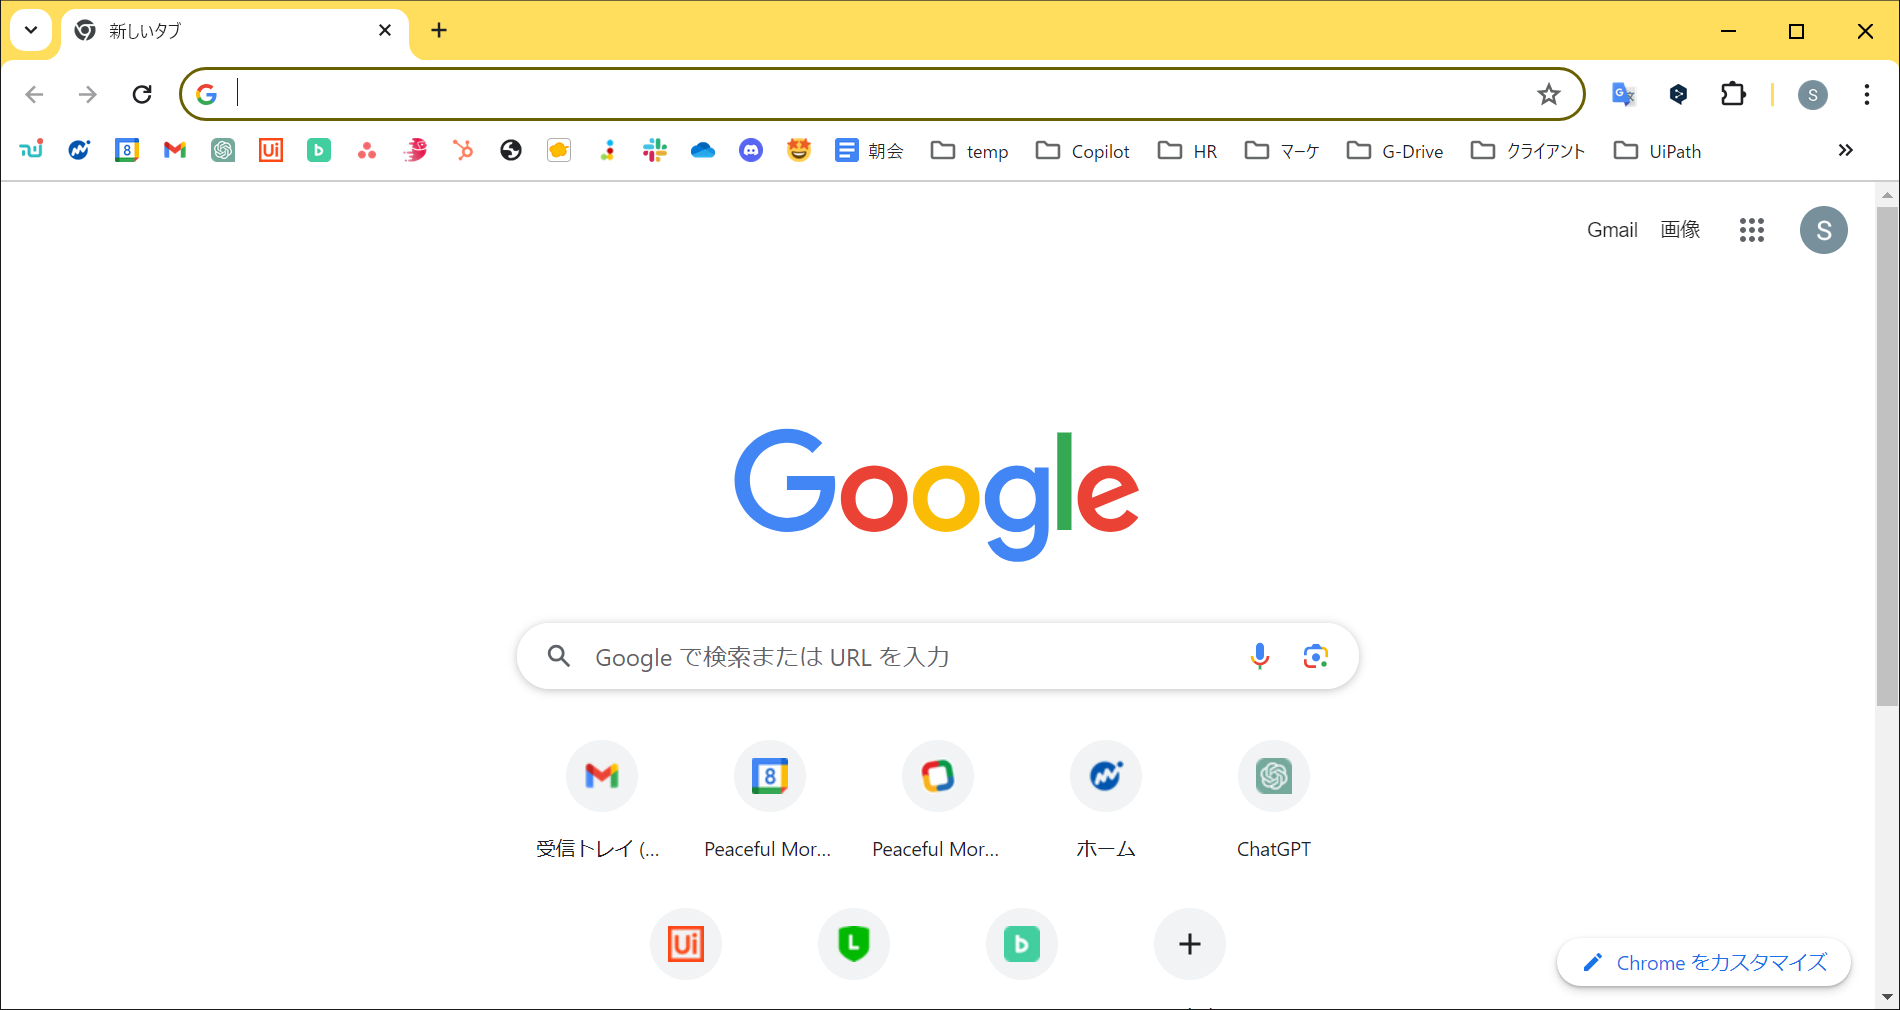 新しいタブ
S
朝会 temp Copilot HR マーケ G-Drive クライアント UiPath
Gmail 画像 S
Google
Google で検索または URL を入力
受信トレイ (... Peaceful Mor... Peaceful Mor... ホーム ChatGPT
Ui L b
Chrome をカスタマイズ